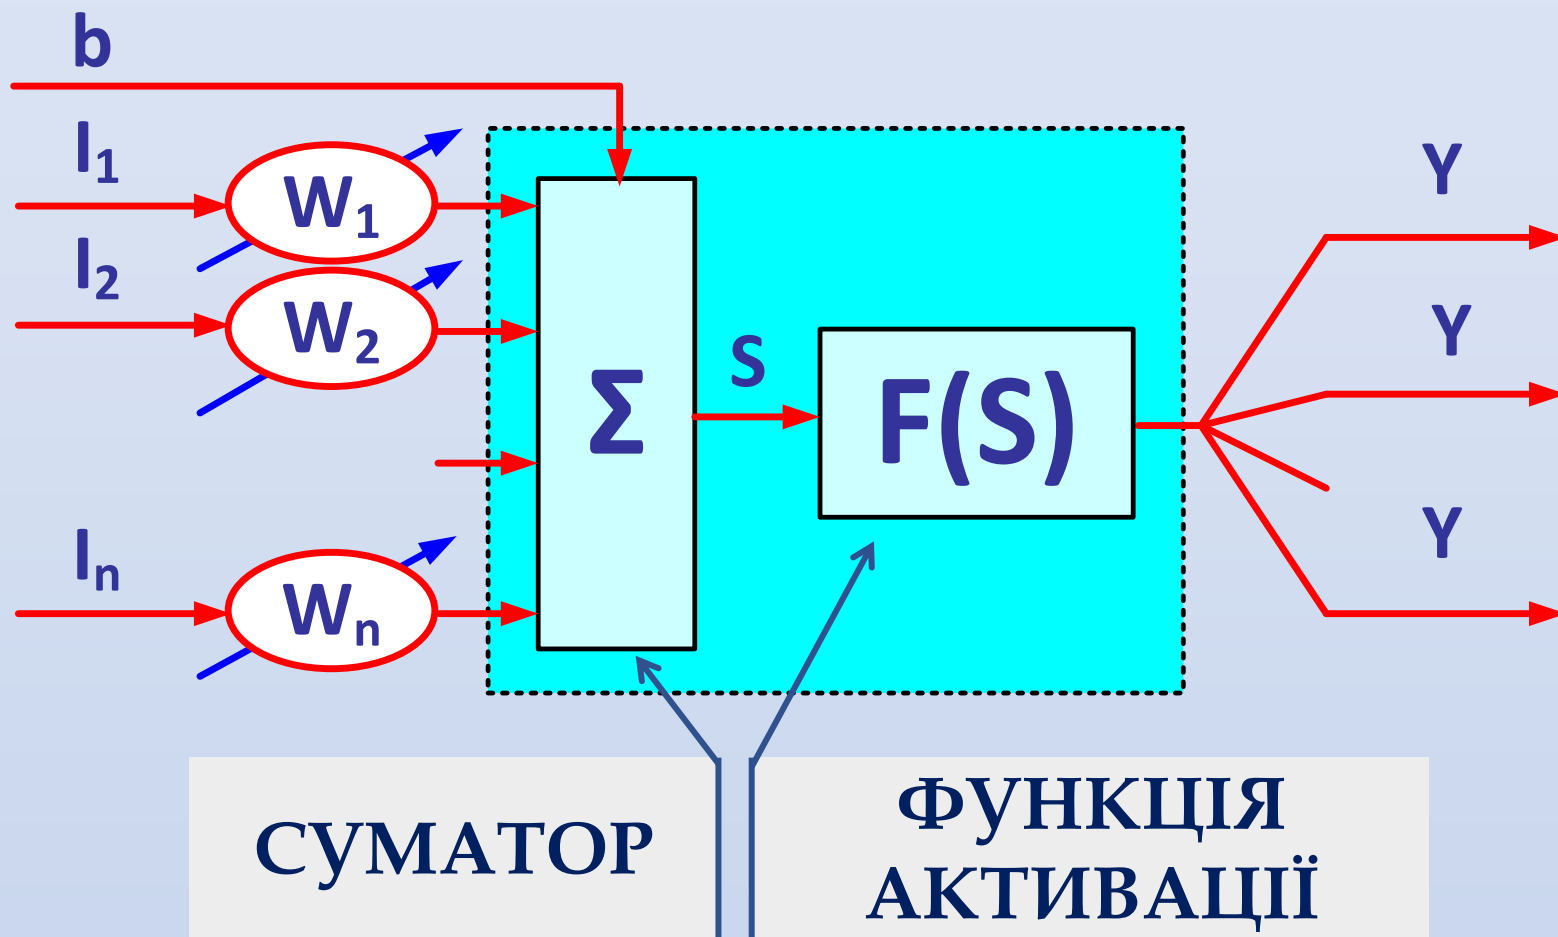 b
I₁
W₁
Y
I₂
W₂
Y
S
Σ
F(S)
Y
Iₙ
Wₙ
СУМАТОР
ФУНКЦІЯ
АКТИВАЦІЇ